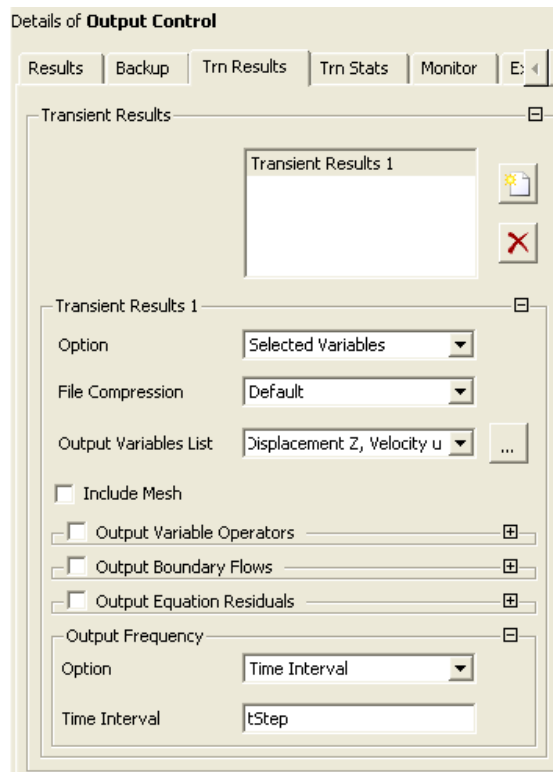 Details of Output Control
Results Backup Trn Results Trn Stats Monitor
Transient Results
Transient Results 1
Transient Results 1
Option Selected Variables
File Compression Default
Output Variables List Displacement Z, Velocity u ...
Include Mesh
Output Variable Operators
Output Boundary Flows
Output Equation Residuals
Output Frequency
Option Time Interval
Time Interval tStep